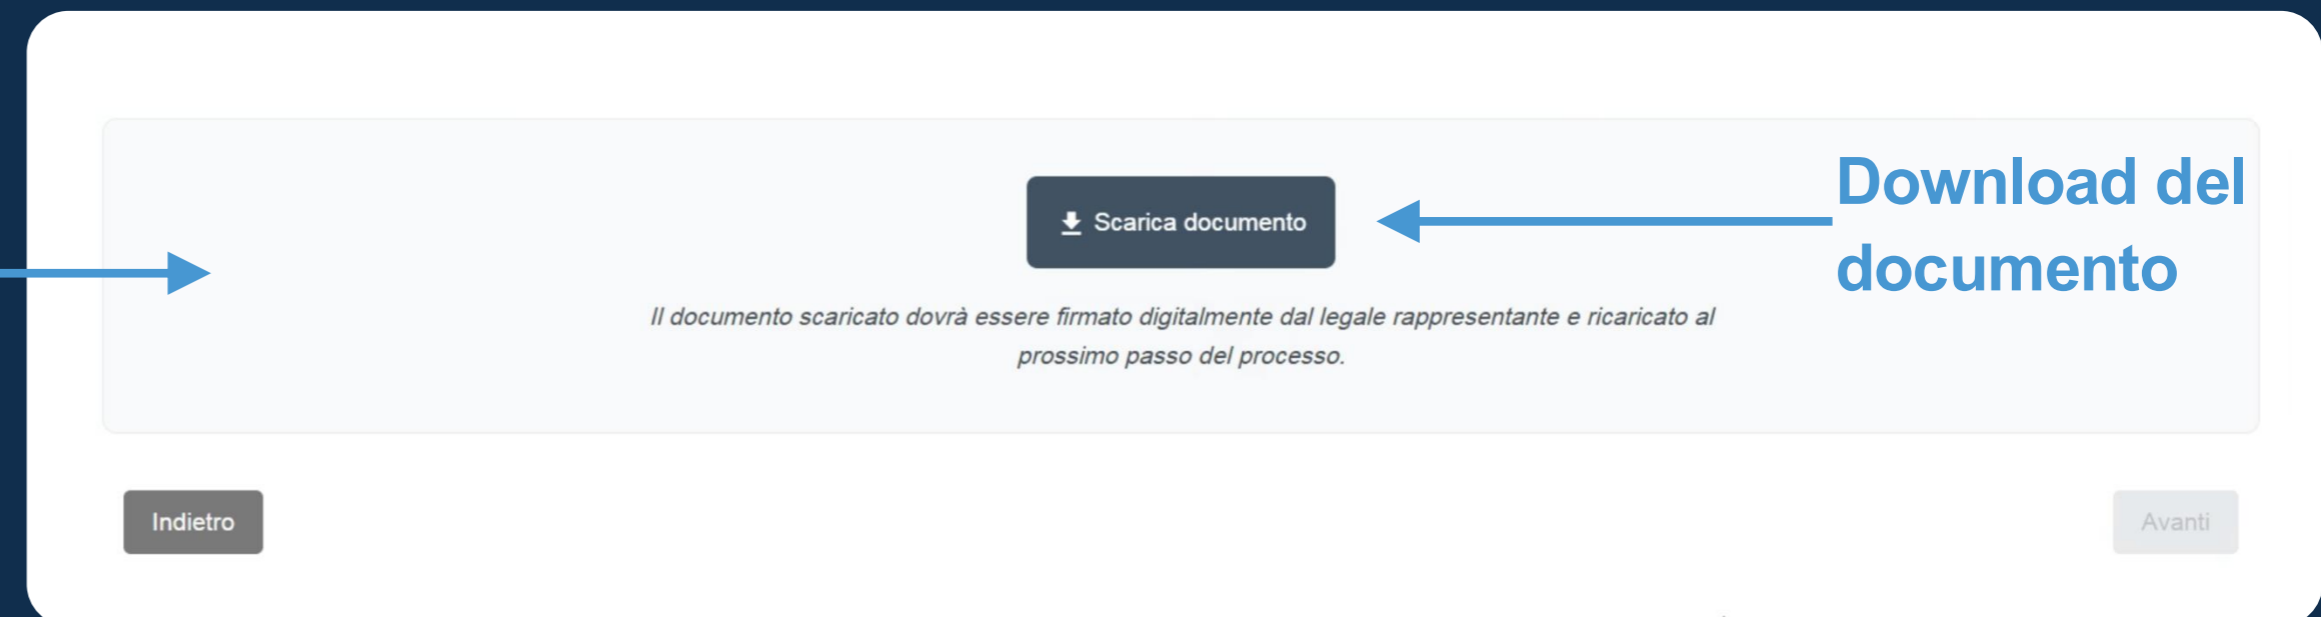 Scarica documento
Download del
documento
Il documento scaricato dovrà essere firmato digitalmente dal legale rappresentante e ricaricato al
prossimo passo del processo.
Indietro
Avanti